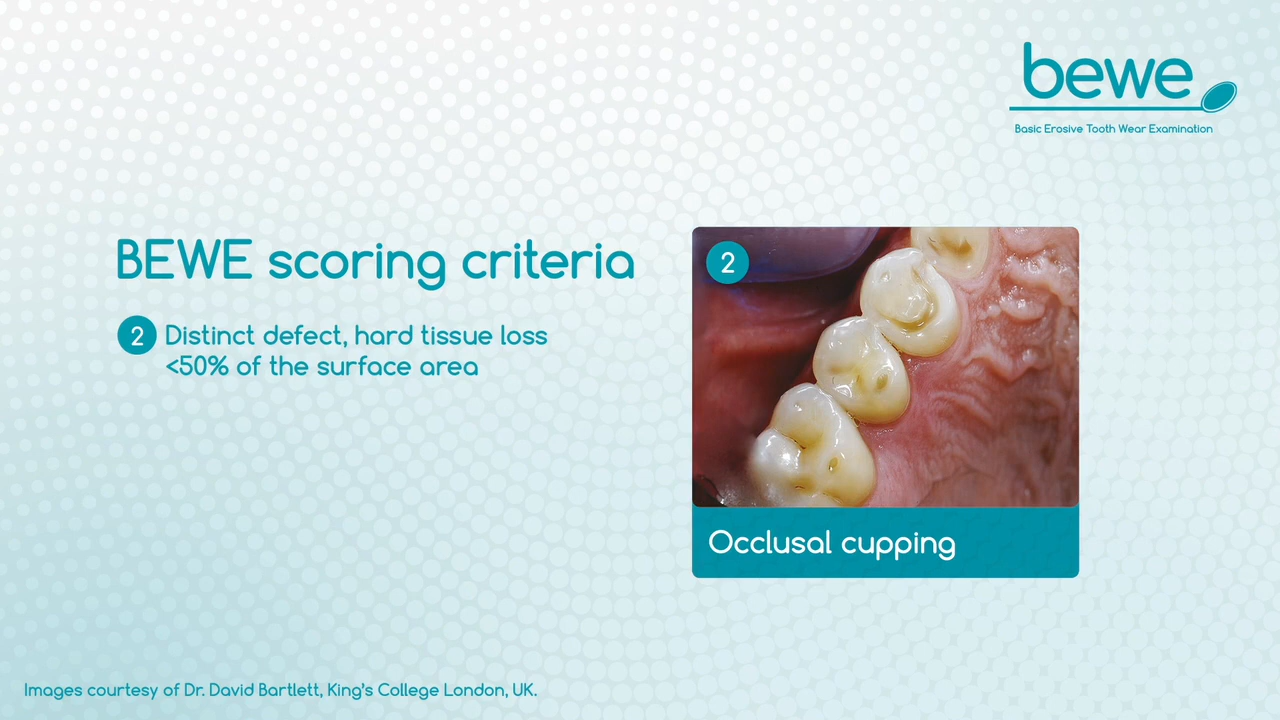 bewe
Basic Erosive Tooth Wear Examination
BEWE scoring criteria
2 Distinct defect, hard tissue loss
<50% of the surface area
2
Occlusal cupping
Images courtesy of Dr. David Bartlett, King's College London, UK.